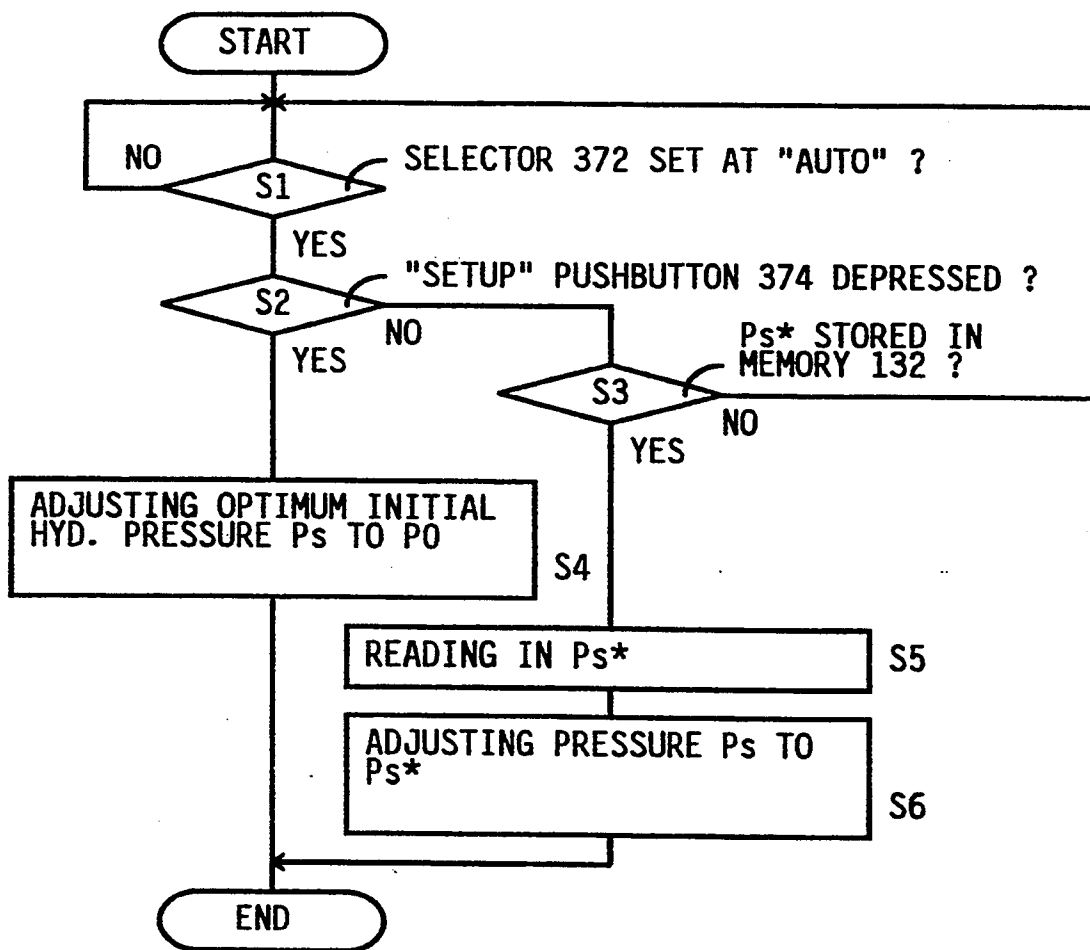 START
NO
SELECTOR 372 SET AT "AUTO" ?
S1
YES
"SETUP" PUSHBUTTON 374 DEPRESSED ?
S2
NO
YES
Ps* STORED IN
MEMORY 132 ?
S3
NO
YES
ADJUSTING OPTIMUM INITIAL
HYD. PRESSURE Ps TO PO
S4
READING IN Ps*
S5
ADJUSTING PRESSURE Ps TO
Ps*
S6
END